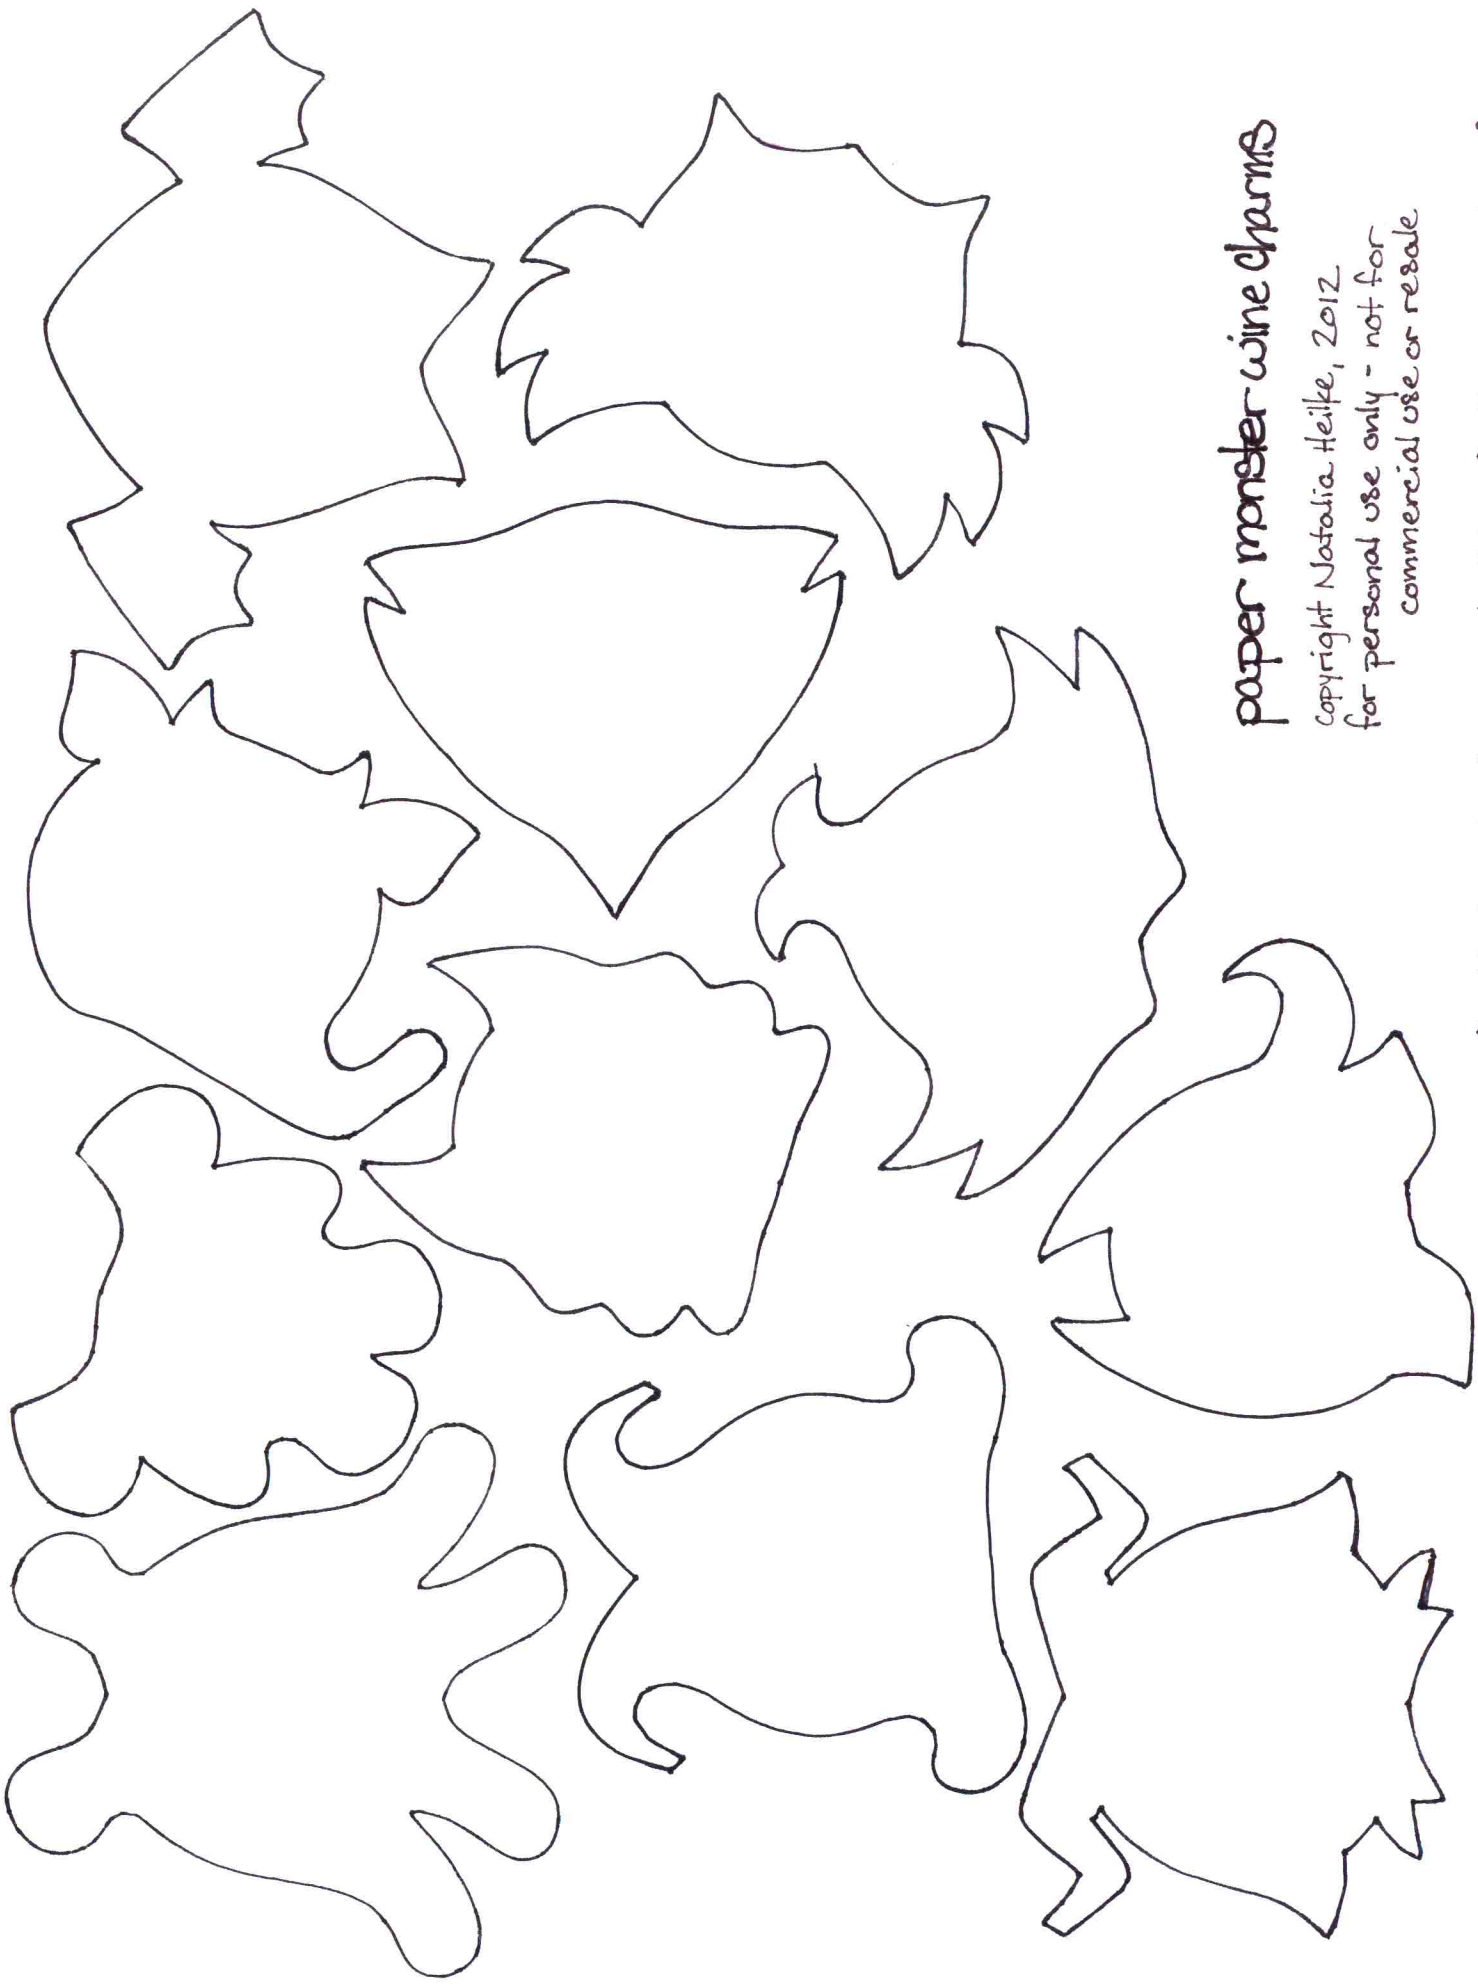 paper monster wine charms
Copyright Natalia Heilke, 2012
for personal use only - not for
commercial use or resale